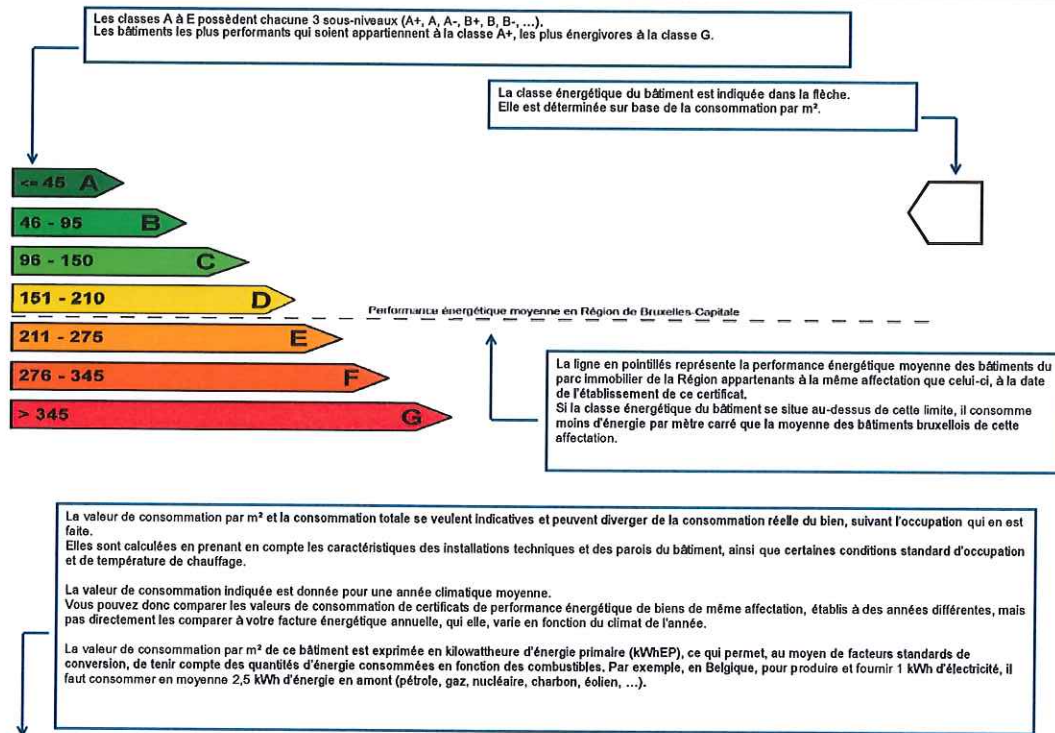 Les classes A à E possèdent chacune 3 sous-niveaux (A+, A, A-, B+, B, B-, ...).
Les bâtiments les plus performants qui soient appartiennent à la classe A+, les plus énergivores à la classe G.
La classe énergétique du bâtiment est indiquée dans la flèche.
Elle est déterminée sur base de la consommation par m².
<= 45 A
46 - 95 B
96 - 150 C
151 - 210 D
Performance énergétique moyenne en Région de Bruxelles-Capitale
211 - 275 E
276 - 345 F
> 345 G
La ligne en pointillés représente la performance énergétique moyenne des bâtiments du
parc immobilier de la Région appartenants à la même affectation que celui-ci, à la date
de l'établissement de ce certificat.
Si la classe énergétique du bâtiment se situe au-dessus de cette limite, il consomme
moins d'énergie par mètre carré que la moyenne des bâtiments bruxellois de cette
affectation.
La valeur de consommation par m² et la consommation totale se veulent indicatives et peuvent diverger de la consommation réelle du bien, suivant l'occupation qui en est
faite.
Elles sont calculées en prenant en compte les caractéristiques des installations techniques et des parois du bâtiment, ainsi que certaines conditions standard d'occupation
et de température de chauffage.
La valeur de consommation indiquée est donnée pour une année climatique moyenne.
Vous pouvez donc comparer les valeurs de consommation de certificats de performance énergétique de biens de même affectation, établis à des années différentes, mais
pas directement les comparer à votre facture énergétique annuelle, qui elle, varie en fonction du climat de l'année.
La valeur de consommation par m² de ce bâtiment est exprimée en kilowattheure d'énergie primaire (kWhEP), ce qui permet, au moyen de facteurs standards de
conversion, de tenir compte des quantités d'énergie consommées en fonction des combustibles. Par exemple, en Belgique, pour produire et fournir 1 kWh d'électricité, il
faut consommer en moyenne 2,5 kWh d'énergie en amont (pétrole, gaz, nucléaire, charbon, éolien, ...).